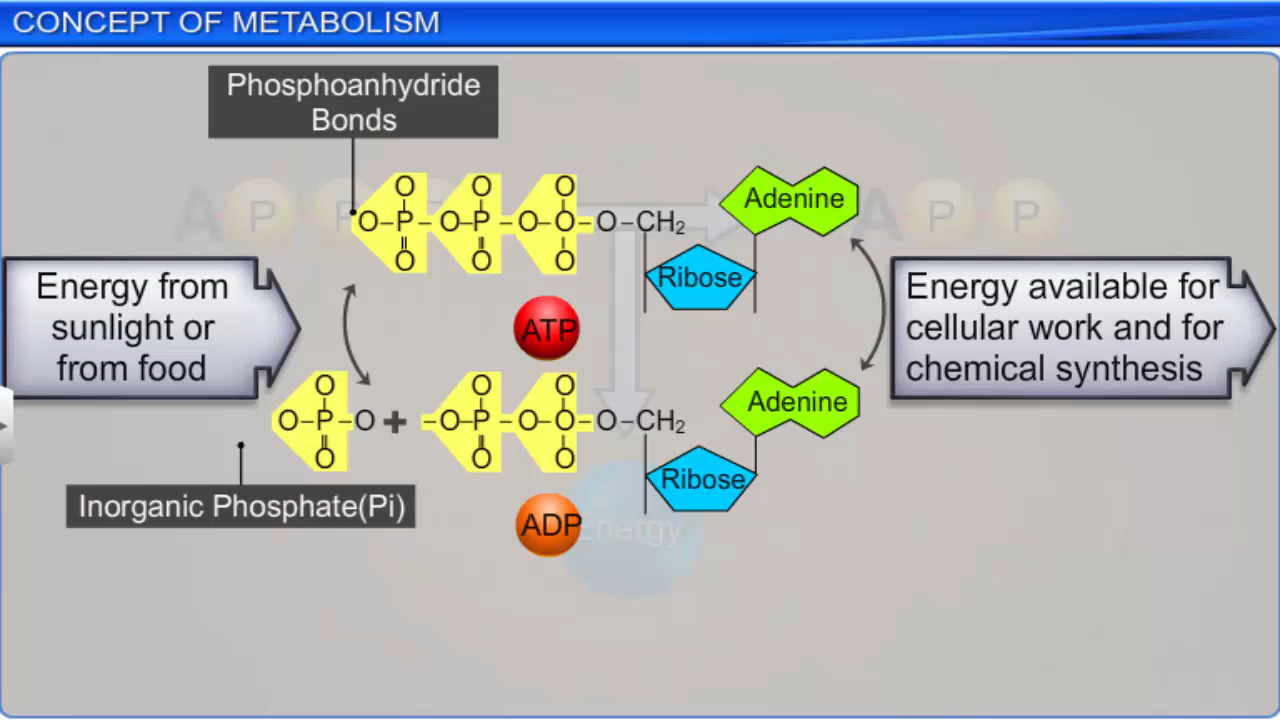 CONCEPT OF METABOLISM
Phosphoanhydride
Bonds
A P P P A P P
O O O
O–P–O–P–O–O–O–CH₂
O O O
Adenine
Ribose
Energy from
sunlight or
from food
ATP
Energy available for
cellular work and for
chemical synthesis
O O O
O–P–O + –O–P–O–O–O–CH₂
O O O
Adenine
Ribose
Inorganic Phosphate(Pi)
ADP
Energy